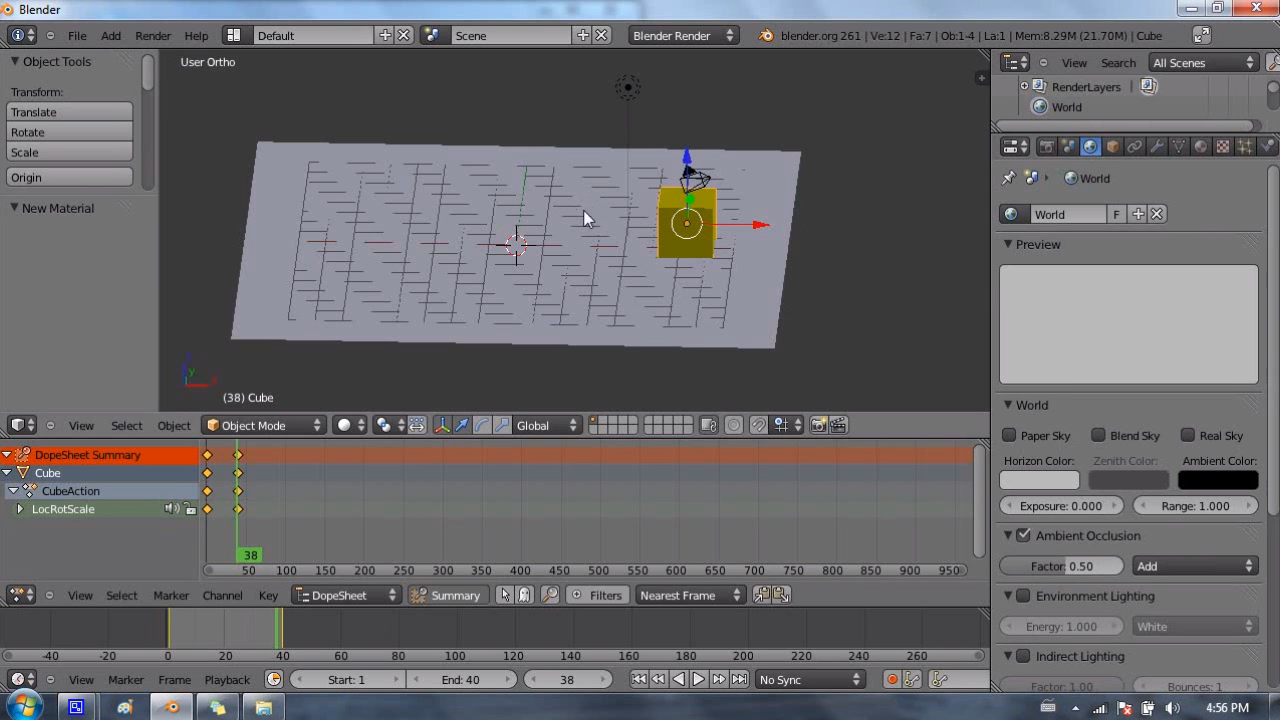 Blender
File Add Render Help Default Scene Blender Render blender.org 261 | Ve:12 | Fa:7 | Ob:1-4 | La:1 | Mem:8.29M (21.70M) | Cube
Object Tools
Transform:
Translate
Rotate
Scale
Origin
New Material
User Ortho
(38) Cube
View Search All Scenes
RenderLayers
World
World
World F
Preview
World
Paper Sky Blend Sky Real Sky
Horizon Color: Zenith Color: Ambient Color:
Exposure: 0.000 Range: 1.000
Ambient Occlusion
Factor: 0.50 Add
Environment Lighting
Energy: 1.000 White
Indirect Lighting
Factor: 1.00 Bounces: 1
View Select Object Object Mode Global
DopeSheet Summary
Cube
CubeAction
LocRotScale
38
50 100 150 200 250 300 350 400 450 500 550 600 650 700 750 800 850 900 950
View Select Marker Channel Key DopeSheet Summary Filters Nearest Frame
-40 -20 0 20 40 60 80 100 120 140 160 180 200 220 240 260
View Marker Frame Playback Start: 1 End: 40 38 No Sync
4:56 PM